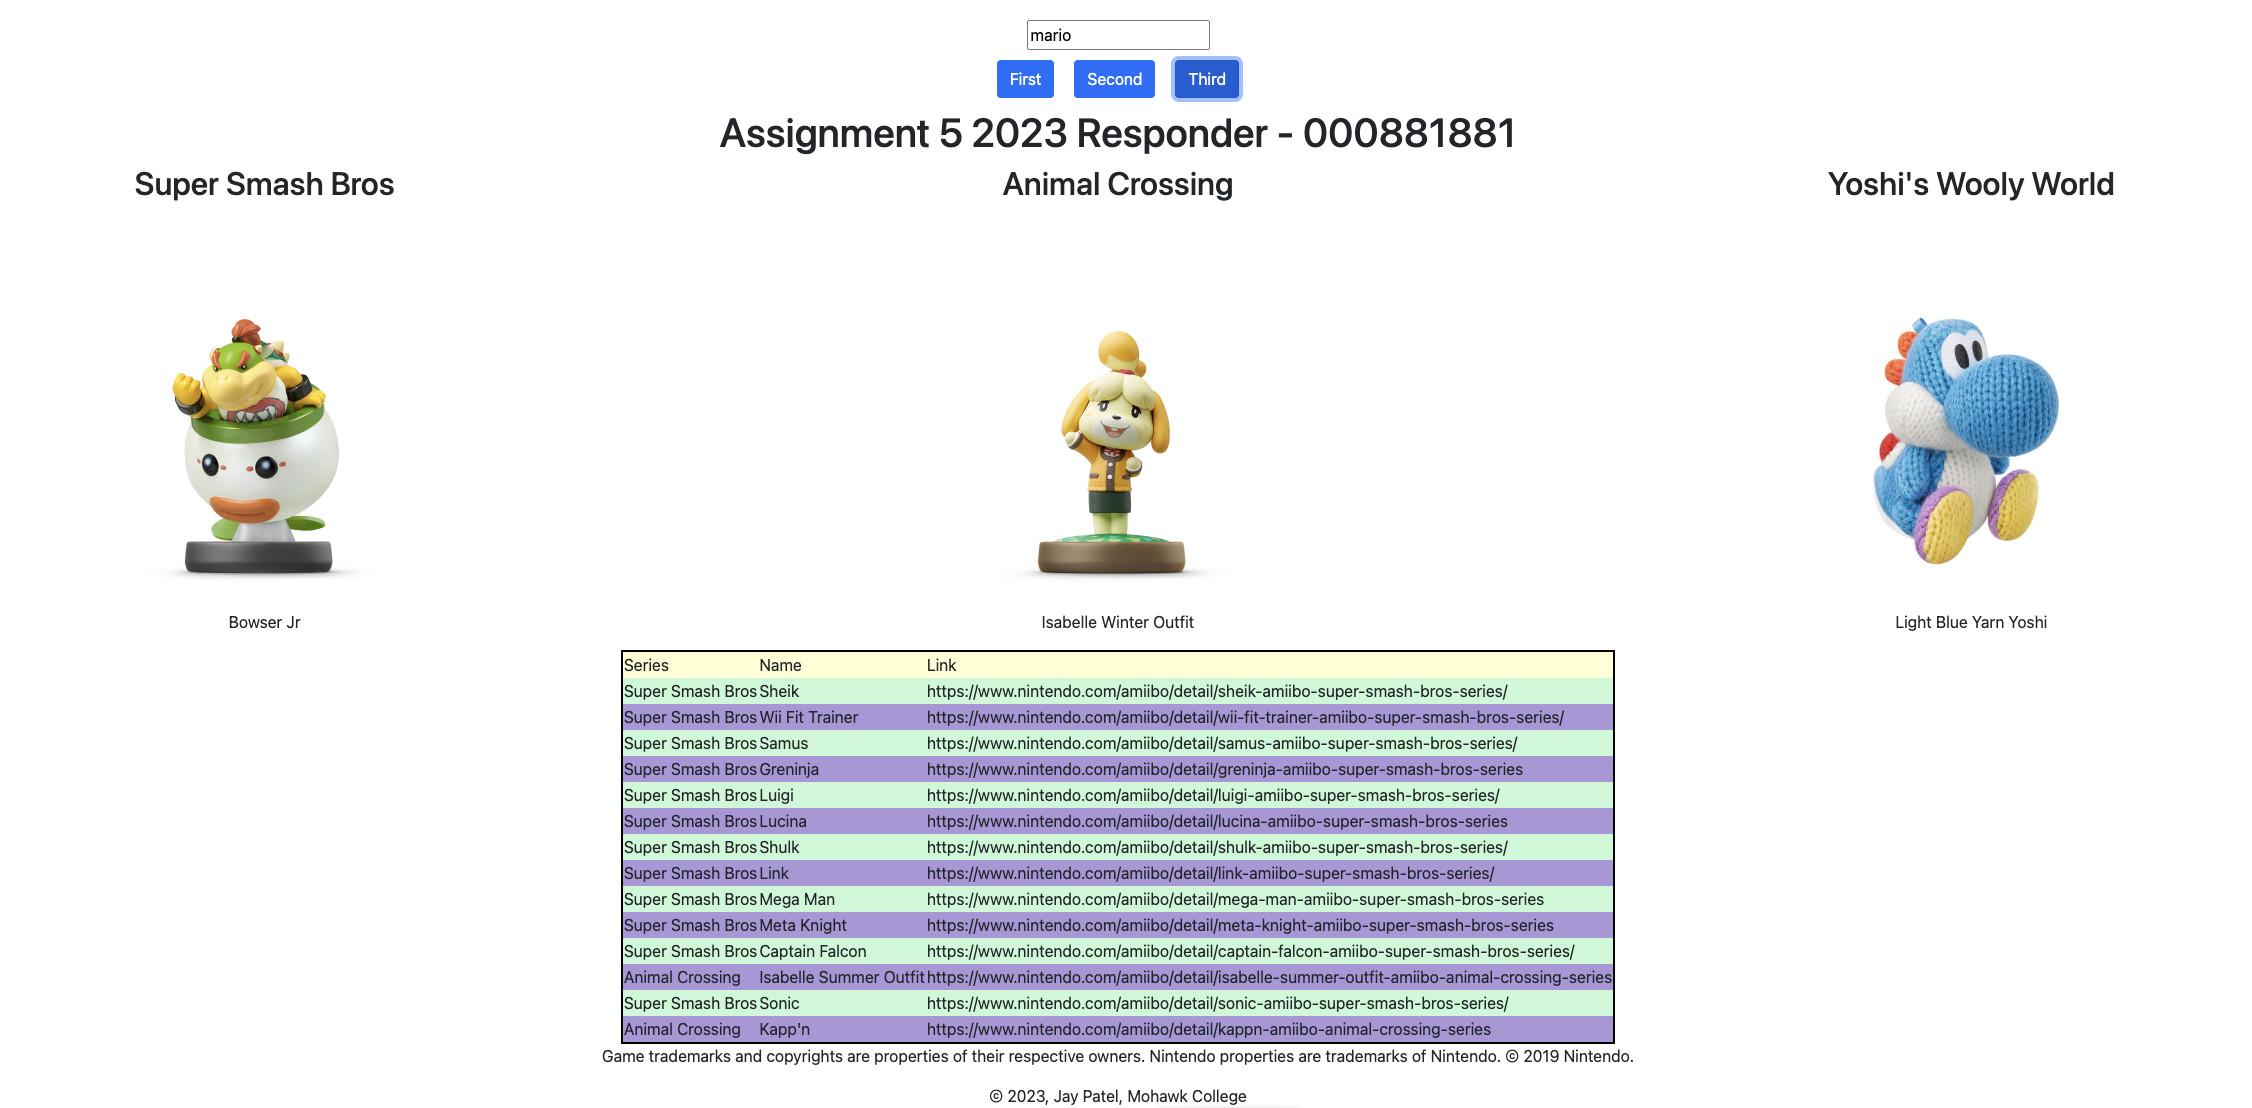 mario
First Second Third
Assignment 5 2023 Responder - 000881881
Super Smash Bros Animal Crossing Yoshi's Wooly World
Bowser Jr Isabelle Winter Outfit Light Blue Yarn Yoshi
Series Name Link
Super Smash Bros Sheik https://www.nintendo.com/amiibo/detail/sheik-amiibo-super-smash-bros-series/
Super Smash Bros Wii Fit Trainer https://www.nintendo.com/amiibo/detail/wii-fit-trainer-amiibo-super-smash-bros-series/
Super Smash Bros Samus https://www.nintendo.com/amiibo/detail/samus-amiibo-super-smash-bros-series/
Super Smash Bros Greninja https://www.nintendo.com/amiibo/detail/greninja-amiibo-super-smash-bros-series
Super Smash Bros Luigi https://www.nintendo.com/amiibo/detail/luigi-amiibo-super-smash-bros-series/
Super Smash Bros Lucina https://www.nintendo.com/amiibo/detail/lucina-amiibo-super-smash-bros-series
Super Smash Bros Shulk https://www.nintendo.com/amiibo/detail/shulk-amiibo-super-smash-bros-series/
Super Smash Bros Link https://www.nintendo.com/amiibo/detail/link-amiibo-super-smash-bros-series/
Super Smash Bros Mega Man https://www.nintendo.com/amiibo/detail/mega-man-amiibo-super-smash-bros-series
Super Smash Bros Meta Knight https://www.nintendo.com/amiibo/detail/meta-knight-amiibo-super-smash-bros-series
Super Smash Bros Captain Falcon https://www.nintendo.com/amiibo/detail/captain-falcon-amiibo-super-smash-bros-series/
Animal Crossing Isabelle Summer Outfit https://www.nintendo.com/amiibo/detail/isabelle-summer-outfit-amiibo-animal-crossing-series
Super Smash Bros Sonic https://www.nintendo.com/amiibo/detail/sonic-amiibo-super-smash-bros-series/
Animal Crossing Kapp'n https://www.nintendo.com/amiibo/detail/kappn-amiibo-animal-crossing-series
Game trademarks and copyrights are properties of their respective owners. Nintendo properties are trademarks of Nintendo. © 2019 Nintendo.
© 2023, Jay Patel, Mohawk College